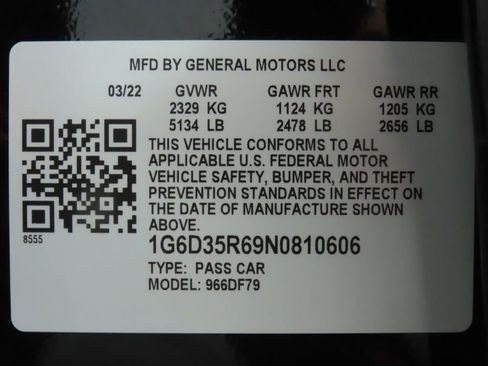 MFD BY GENERAL MOTORS LLC
03/22 GVWR GAWR FRT GAWR RR
2329 KG 1124 KG 1205 KG
5134 LB 2478 LB 2656 LB
THIS VEHICLE CONFORMS TO ALL
APPLICABLE U.S. FEDERAL MOTOR
VEHICLE SAFETY, BUMPER, AND THEFT
PREVENTION STANDARDS IN EFFECT ON
THE DATE OF MANUFACTURE SHOWN
ABOVE.
8555
1G6D35R69N0810606
TYPE: PASS CAR
MODEL: 966DF79